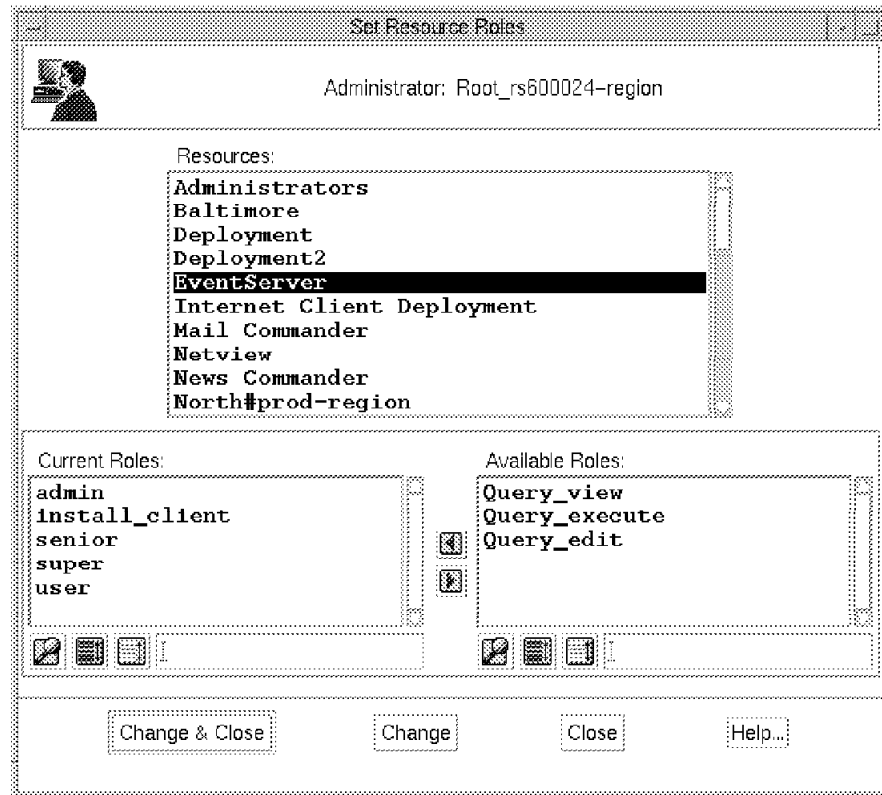 Set Resource Roles
Administrator: Root_rs600024-region
Resources:
Administrators
Baltimore
Deployment
Deployment2
EventServer
Internet Client Deployment
Mail Commander
Netview
News Commander
North#prod-region
Current Roles:
admin
install_client
senior
super
user
Available Roles:
Query_view
Query_execute
Query_edit
Change & Close
Change
Close
Help...